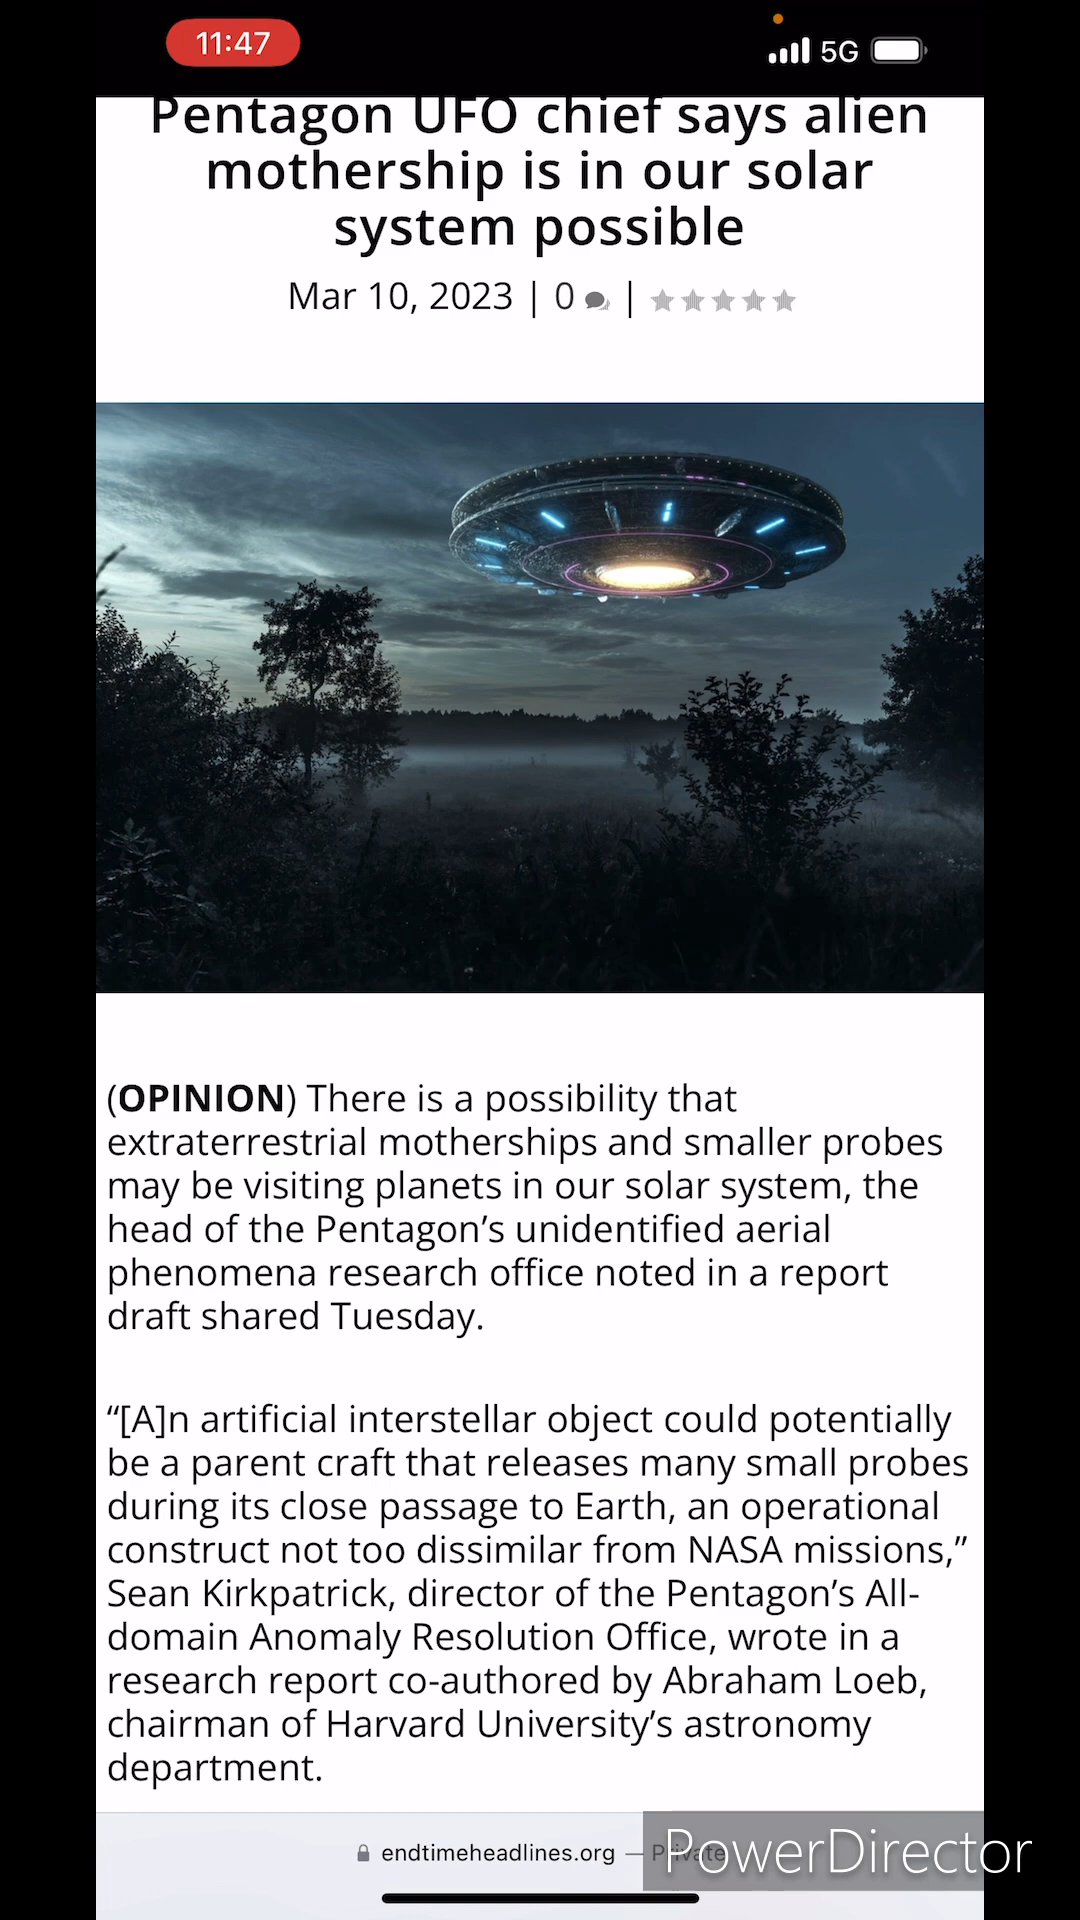 11:47
5G
Pentagon UFO chief says alien
mothership is in our solar
system possible
Mar 10, 2023 | 0 |
(OPINION) There is a possibility that
extraterrestrial motherships and smaller probes
may be visiting planets in our solar system, the
head of the Pentagon’s unidentified aerial
phenomena research office noted in a report
draft shared Tuesday.
“[A]n artificial interstellar object could potentially
be a parent craft that releases many small probes
during its close passage to Earth, an operational
construct not too dissimilar from NASA missions,”
Sean Kirkpatrick, director of the Pentagon’s All-
domain Anomaly Resolution Office, wrote in a
research report co-authored by Abraham Loeb,
chairman of Harvard University’s astronomy
department.
endtimeheadlines.org — Private
PowerDirector